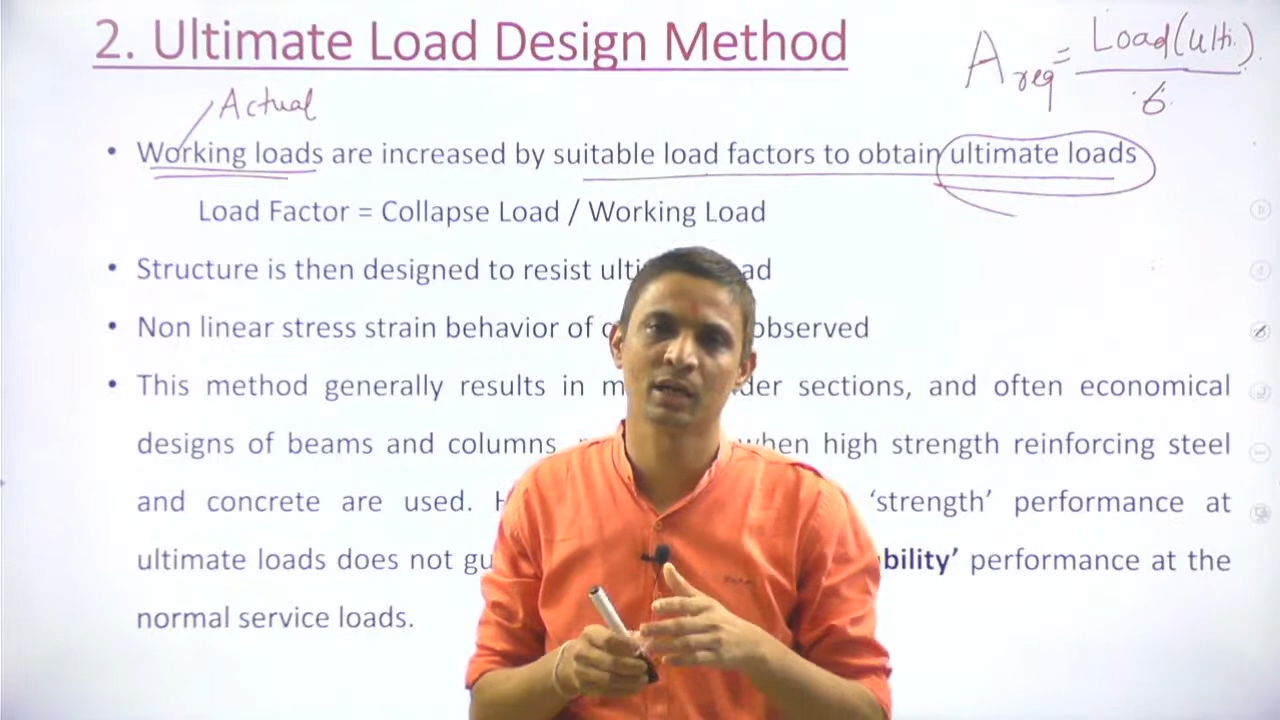 2. Ultimate Load Design Method
A req = Load(ulti.) / σ
Actual
• Working loads are increased by suitable load factors to obtain ultimate loads
Load Factor = Collapse Load / Working Load
• Structure is then designed to resist ulti ad
• Non linear stress strain behavior of observed
• This method generally results in m der sections, and often economical
designs of beams and columns, when high strength reinforcing steel
and concrete are used. H ‘strength’ performance at
ultimate loads does not gu bility’ performance at the
normal service loads.